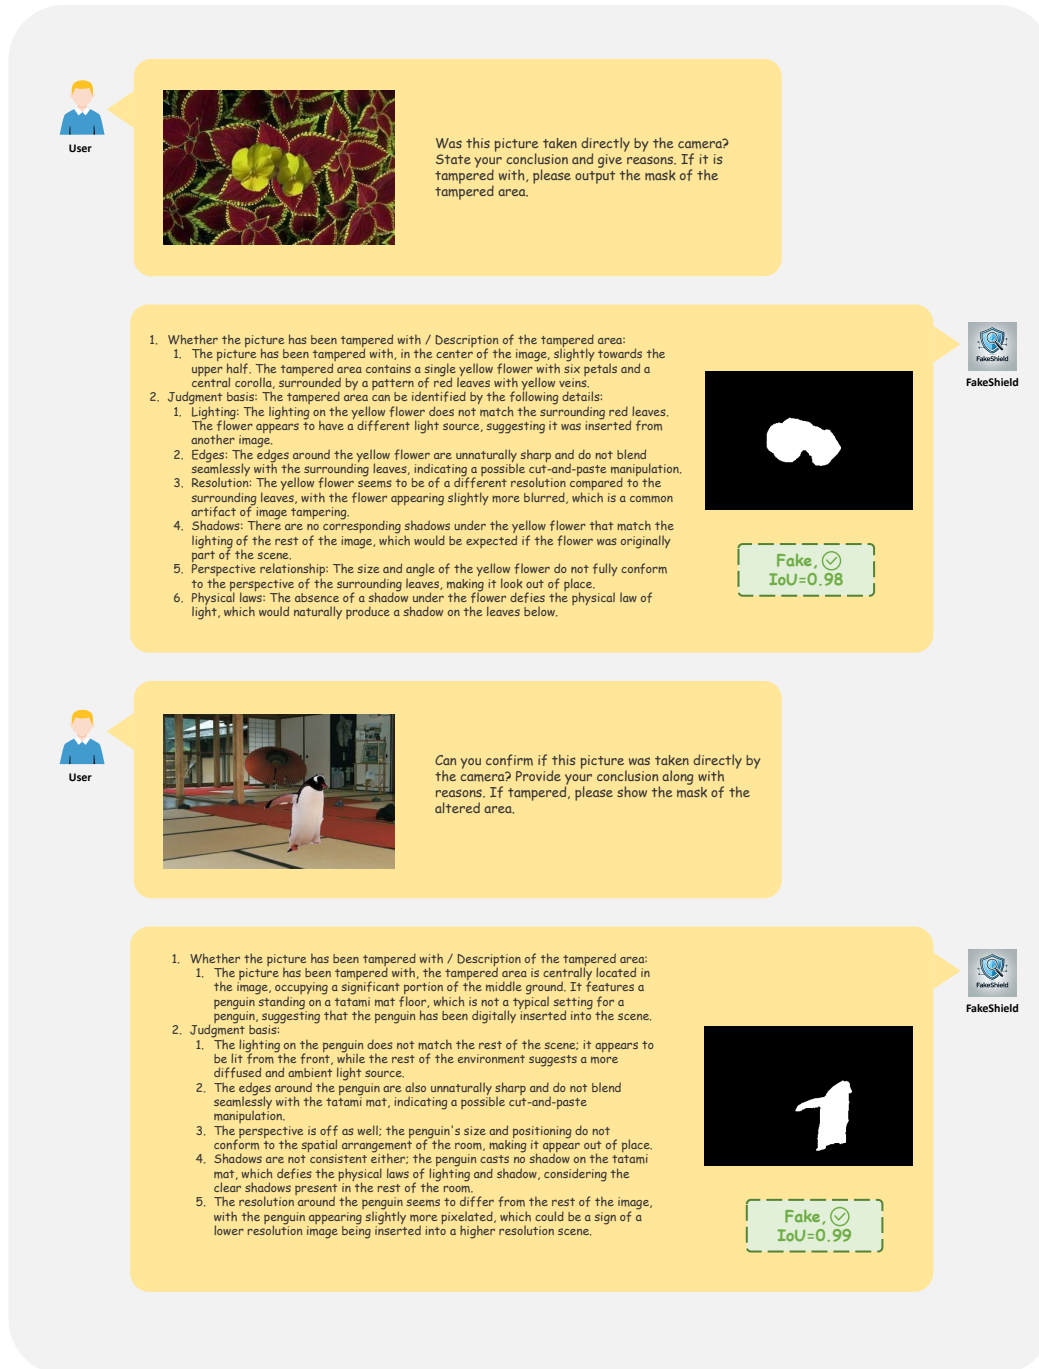 Was this picture taken directly by the camera?
State your conclusion and give reasons. If it is
tampered with, please output the mask of the
tampered area.
User
1. Whether the picture has been tampered with / Description of the tampered area:
1. The picture has been tampered with, in the center of the image, slightly towards the
upper half. The tampered area contains a single yellow flower with six petals and a
central corolla, surrounded by a pattern of red leaves with yellow veins.
2. Judgment basis: The tampered area can be identified by the following details:
1. Lighting: The lighting on the yellow flower does not match the surrounding red leaves.
The flower appears to have a different light source, suggesting it was inserted from
another image.
2. Edges: The edges around the yellow flower are unnaturally sharp and do not blend
seamlessly with the surrounding leaves, indicating a possible cut-and-paste manipulation.
3. Resolution: The yellow flower seems to be of a different resolution compared to the
surrounding leaves, with the flower appearing slightly more blurred, which is a common
artifact of image tampering.
4. Shadows: There are no corresponding shadows under the yellow flower that match the
lighting of the rest of the image, which would be expected if the flower was originally
part of the scene.
5. Perspective relationship: The size and angle of the yellow flower do not fully conform
to the perspective of the surrounding leaves, making it look out of place.
6. Physical laws: The absence of a shadow under the flower defies the physical law of
light, which would naturally produce a shadow on the leaves below.
FakeShield
FakeShield
Fake,
IoU=0.98
User
Can you confirm if this picture was taken directly by
the camera? Provide your conclusion along with
reasons. If tampered, please show the mask of the
altered area.
1. Whether the picture has been tampered with / Description of the tampered area:
1. The picture has been tampered with, the tampered area is centrally located in
the image, occupying a significant portion of the middle ground. It features a
penguin standing on a tatami mat floor, which is not a typical setting for a
penguin, suggesting that the penguin has been digitally inserted into the scene.
2. Judgment basis:
1. The lighting on the penguin does not match the rest of the scene; it appears to
be lit from the front, while the rest of the environment suggests a more
diffused and ambient light source.
2. The edges around the penguin are also unnaturally sharp and do not blend
seamlessly with the tatami mat, indicating a possible cut-and-paste
manipulation.
3. The perspective is off as well; the penguin's size and positioning do not
conform to the spatial arrangement of the room, making it appear out of place.
4. Shadows are not consistent either; the penguin casts no shadow on the tatami
mat, which defies the physical laws of lighting and shadow, considering the
clear shadows present in the rest of the room.
5. The resolution around the penguin seems to differ from the rest of the image,
with the penguin appearing slightly more pixelated, which could be a sign of a
lower resolution image being inserted into a higher resolution scene.
FakeShield
FakeShield
Fake,
IoU=0.99